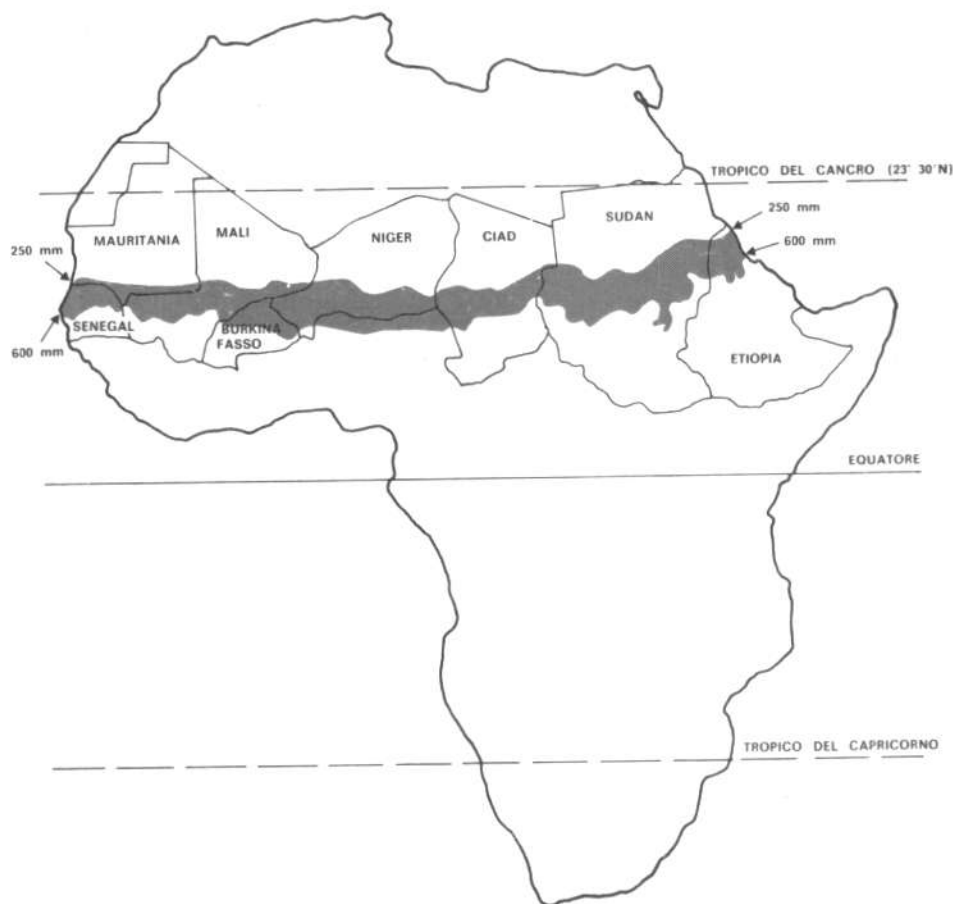 TROPICO DEL CANCRO (23° 30'N)
250 mm
SUDAN
600 mm
MALI
MAURITANIA
NIGER
CIAD
250 mm
SENEGAL
BURKINA
FASSO
600 mm
ETIOPIA
EQUATORE
TROPICO DEL CAPRICORNO